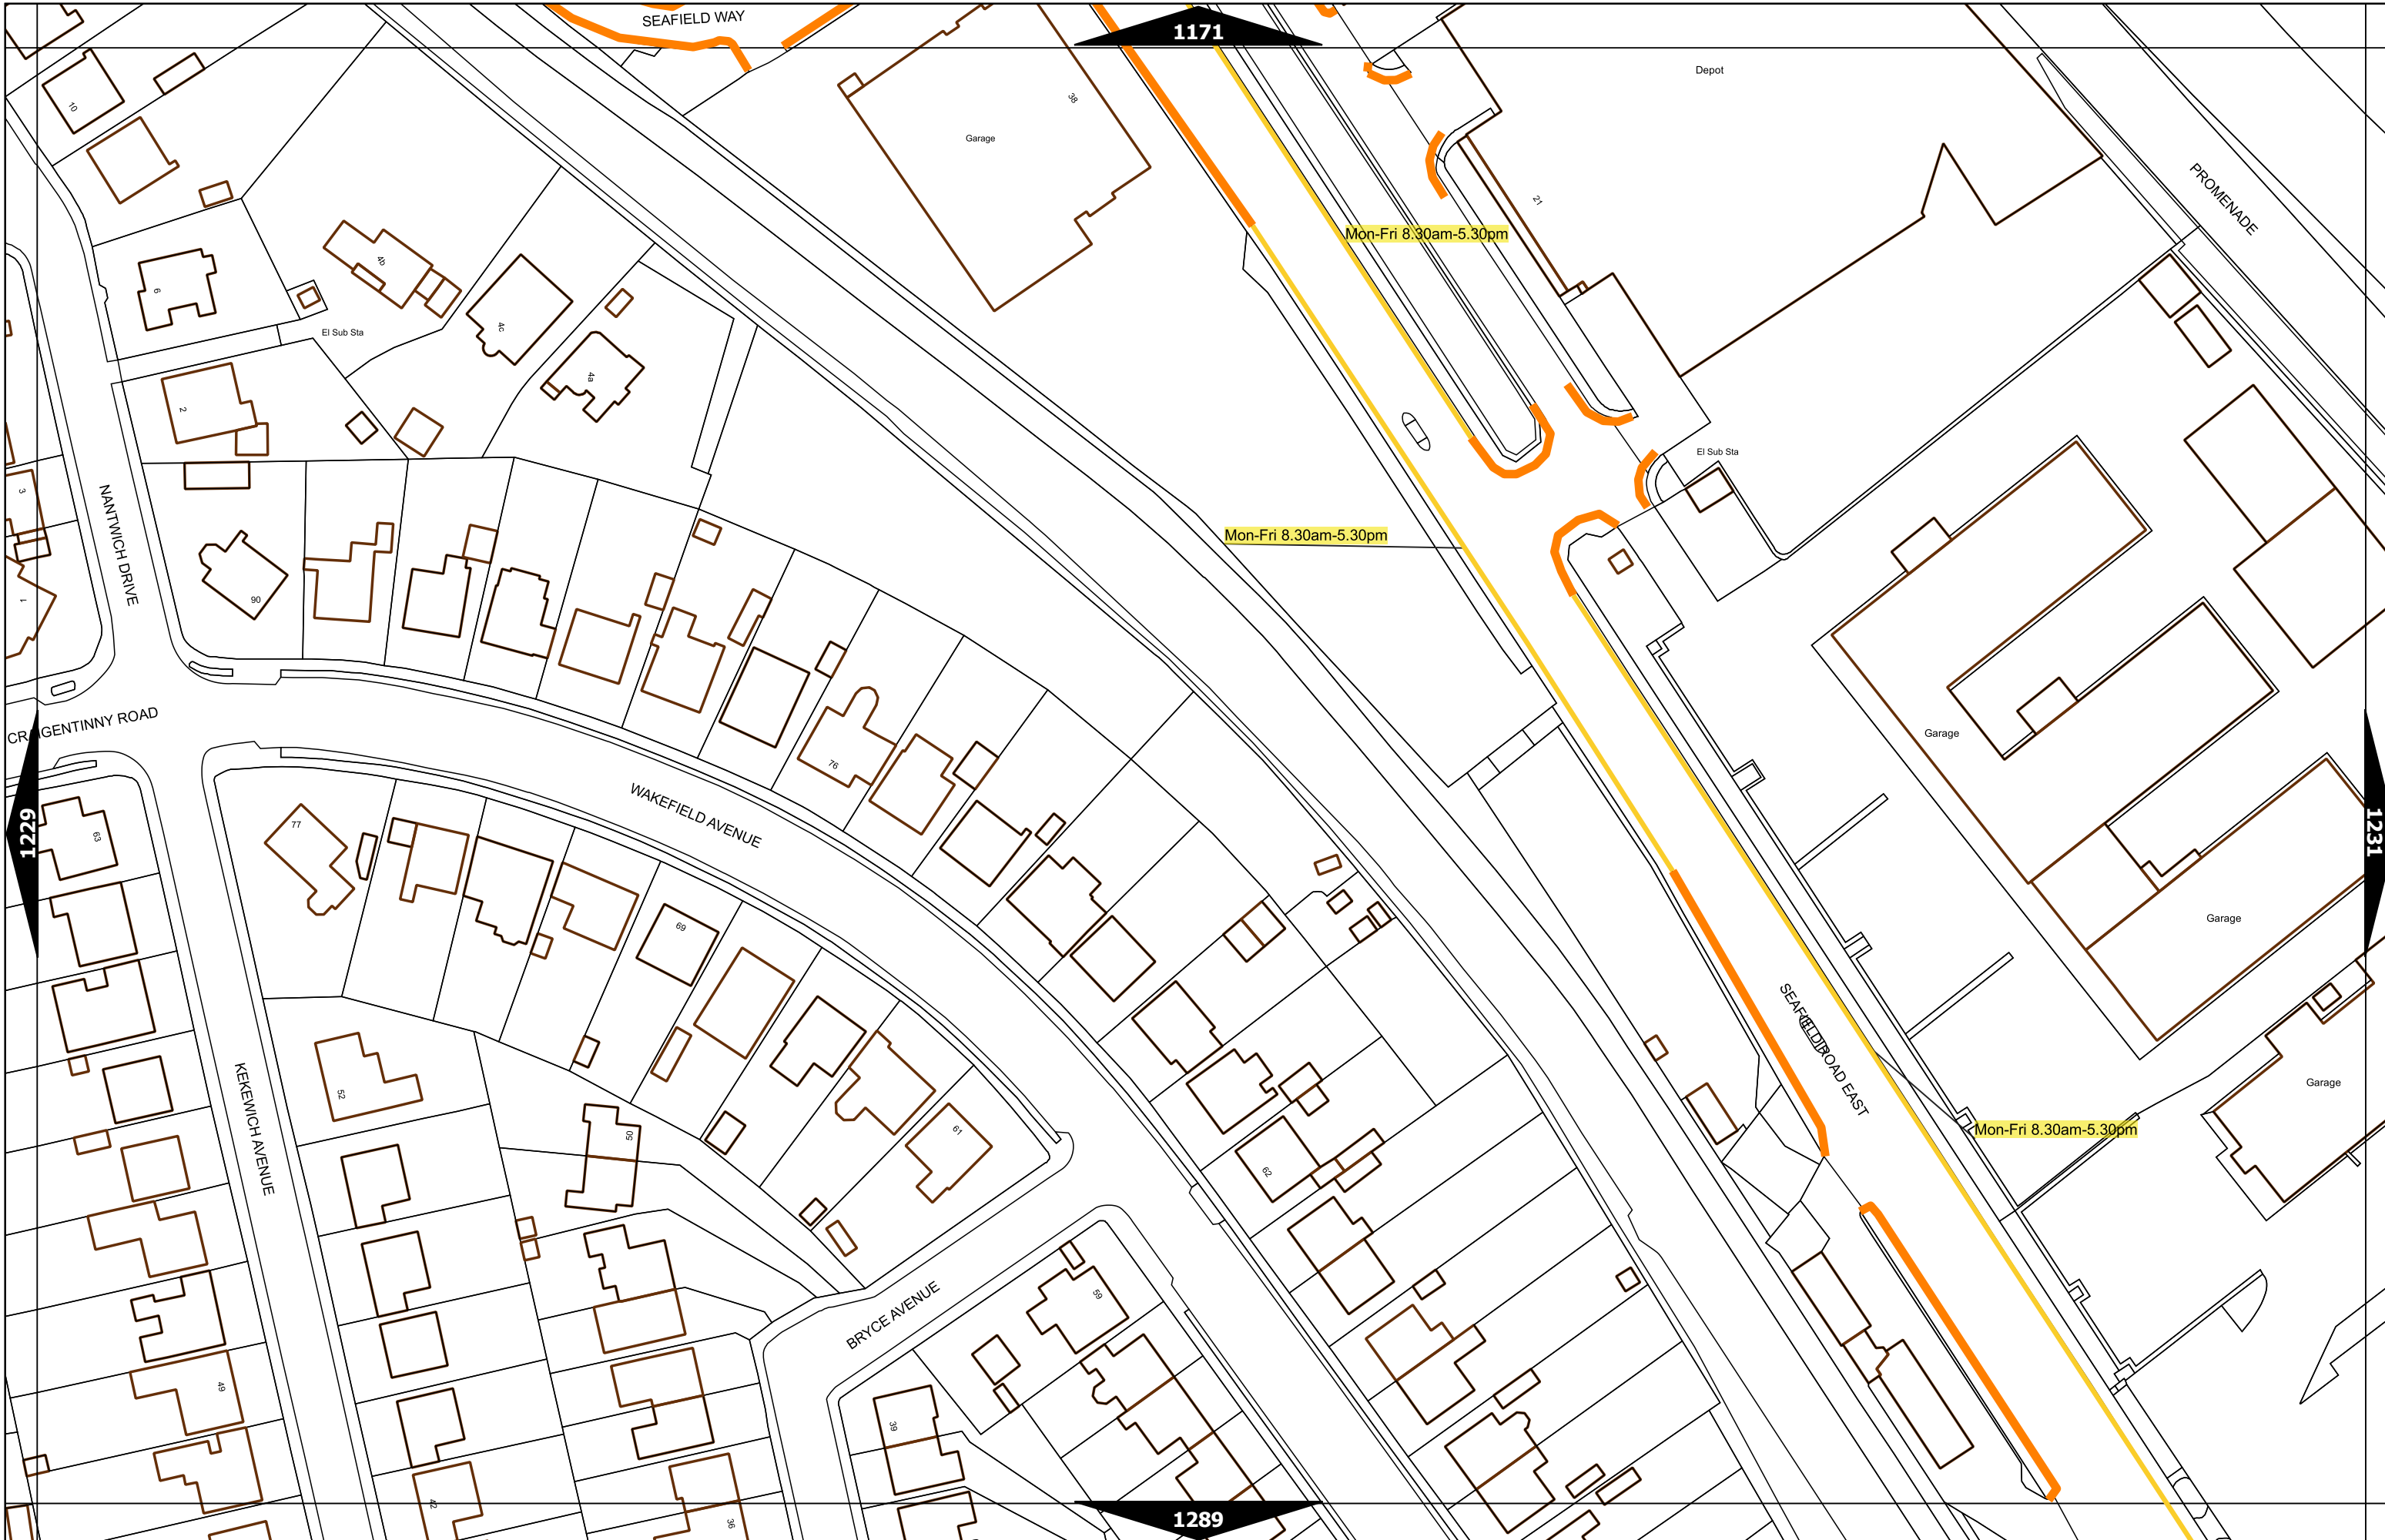 SEAFIELD WAY
1171
Depot
10
38
Garage
PROMENADE
21
Mon-Fri 8.30am-5.30pm
4b
6
El Sub Sta
4c
4a
2
El Sub Sta
3
NANTWICH DRIVE
Mon-Fri 8.30am-5.30pm
1
90
CRAIGENTINNY ROAD
Garage
76
WAKEFIELD AVENUE
77
63
1229
1231
69
Garage
SEAFIELD ROAD EAST
KEKEWICH AVENUE
52
Garage
61
50
Mon-Fri 8.30am-5.30pm
62
59
BRYCE AVENUE
49
39
42
36
1289